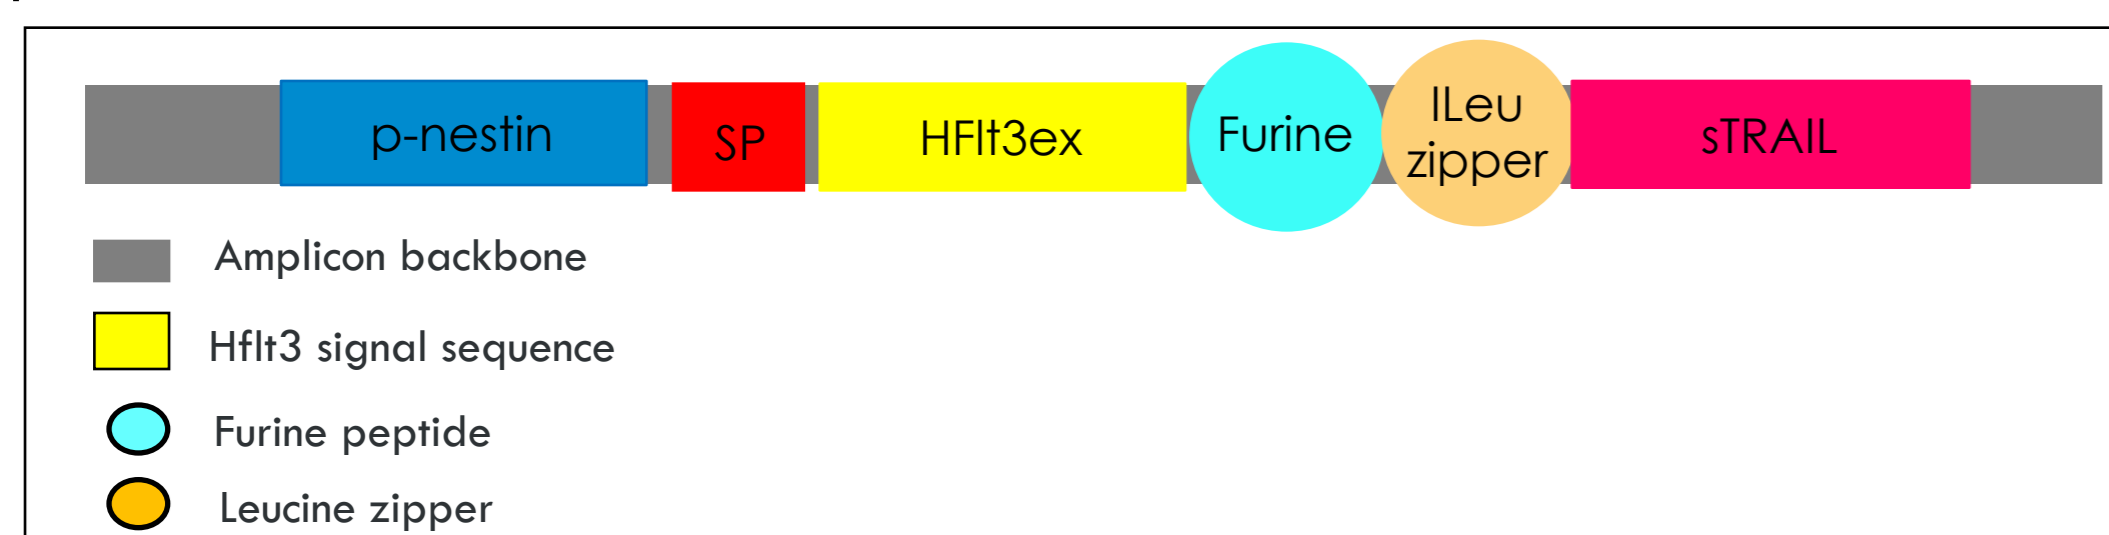 p-nestin SP HFlt3ex Furine ILeu zipper sTRAIL
Amplicon backbone
Hflt3 signal sequence
Furine peptide
Leucine zipper